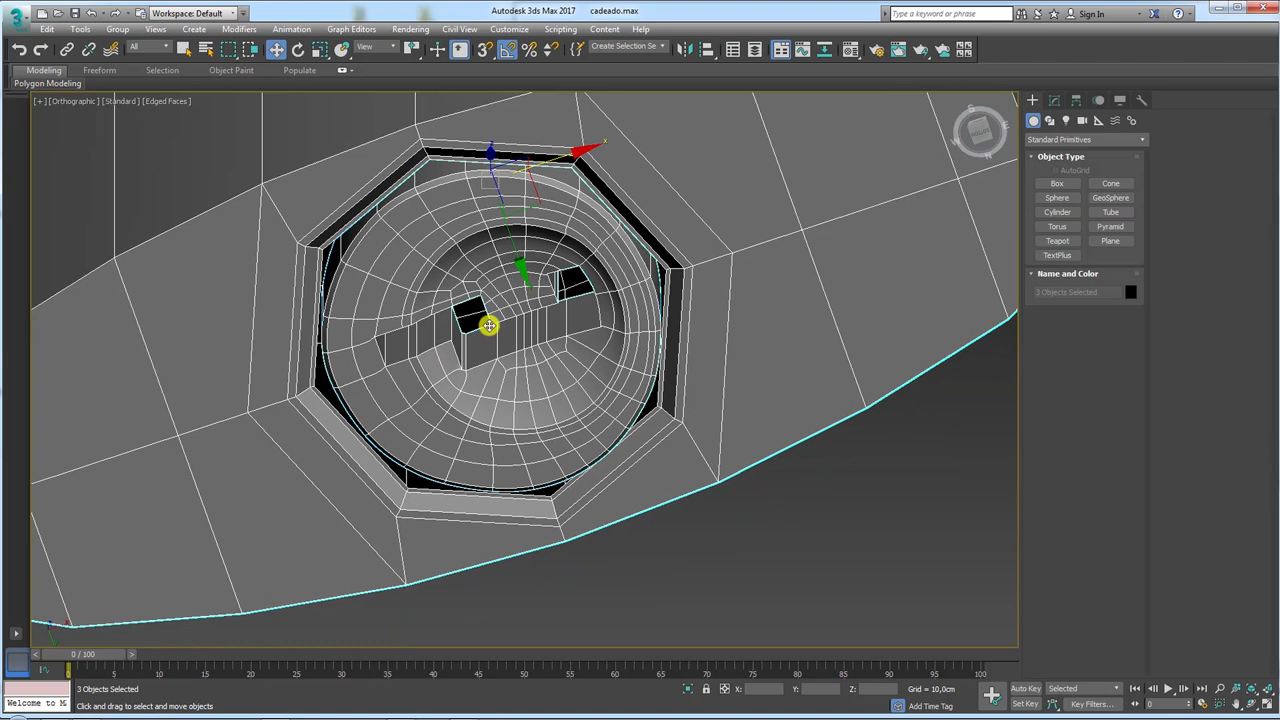 Autodesk 3ds Max 2017 cadeado.max
Workspace: Default
Type a keyword or phrase
Sign In
Edit Tools Group Views Create Modifiers Animation Graph Editors Rendering Civil View Customize Scripting Content Help
All
View
Create Selection Se
Modeling Freeform Selection Object Paint Populate
Polygon Modeling
[+] [Orthographic] [Standard] [Edged Faces]
Standard Primitives
Object Type
AutoGrid
Box Cone
Sphere GeoSphere
Cylinder Tube
Torus Pyramid
Teapot Plane
TextPlus
Name and Color
3 Objects Selected
x
0 / 100
0 5 10 15 20 25 30 35 40 45 50 55 60 65 70 75 80 85 90 95 100
3 Objects Selected
X: Y: Z: Grid = 10,0cm
Auto Key Selected
Welcome to M
Click and drag to select and move objects
Add Time Tag
Set Key Key Filters...
0